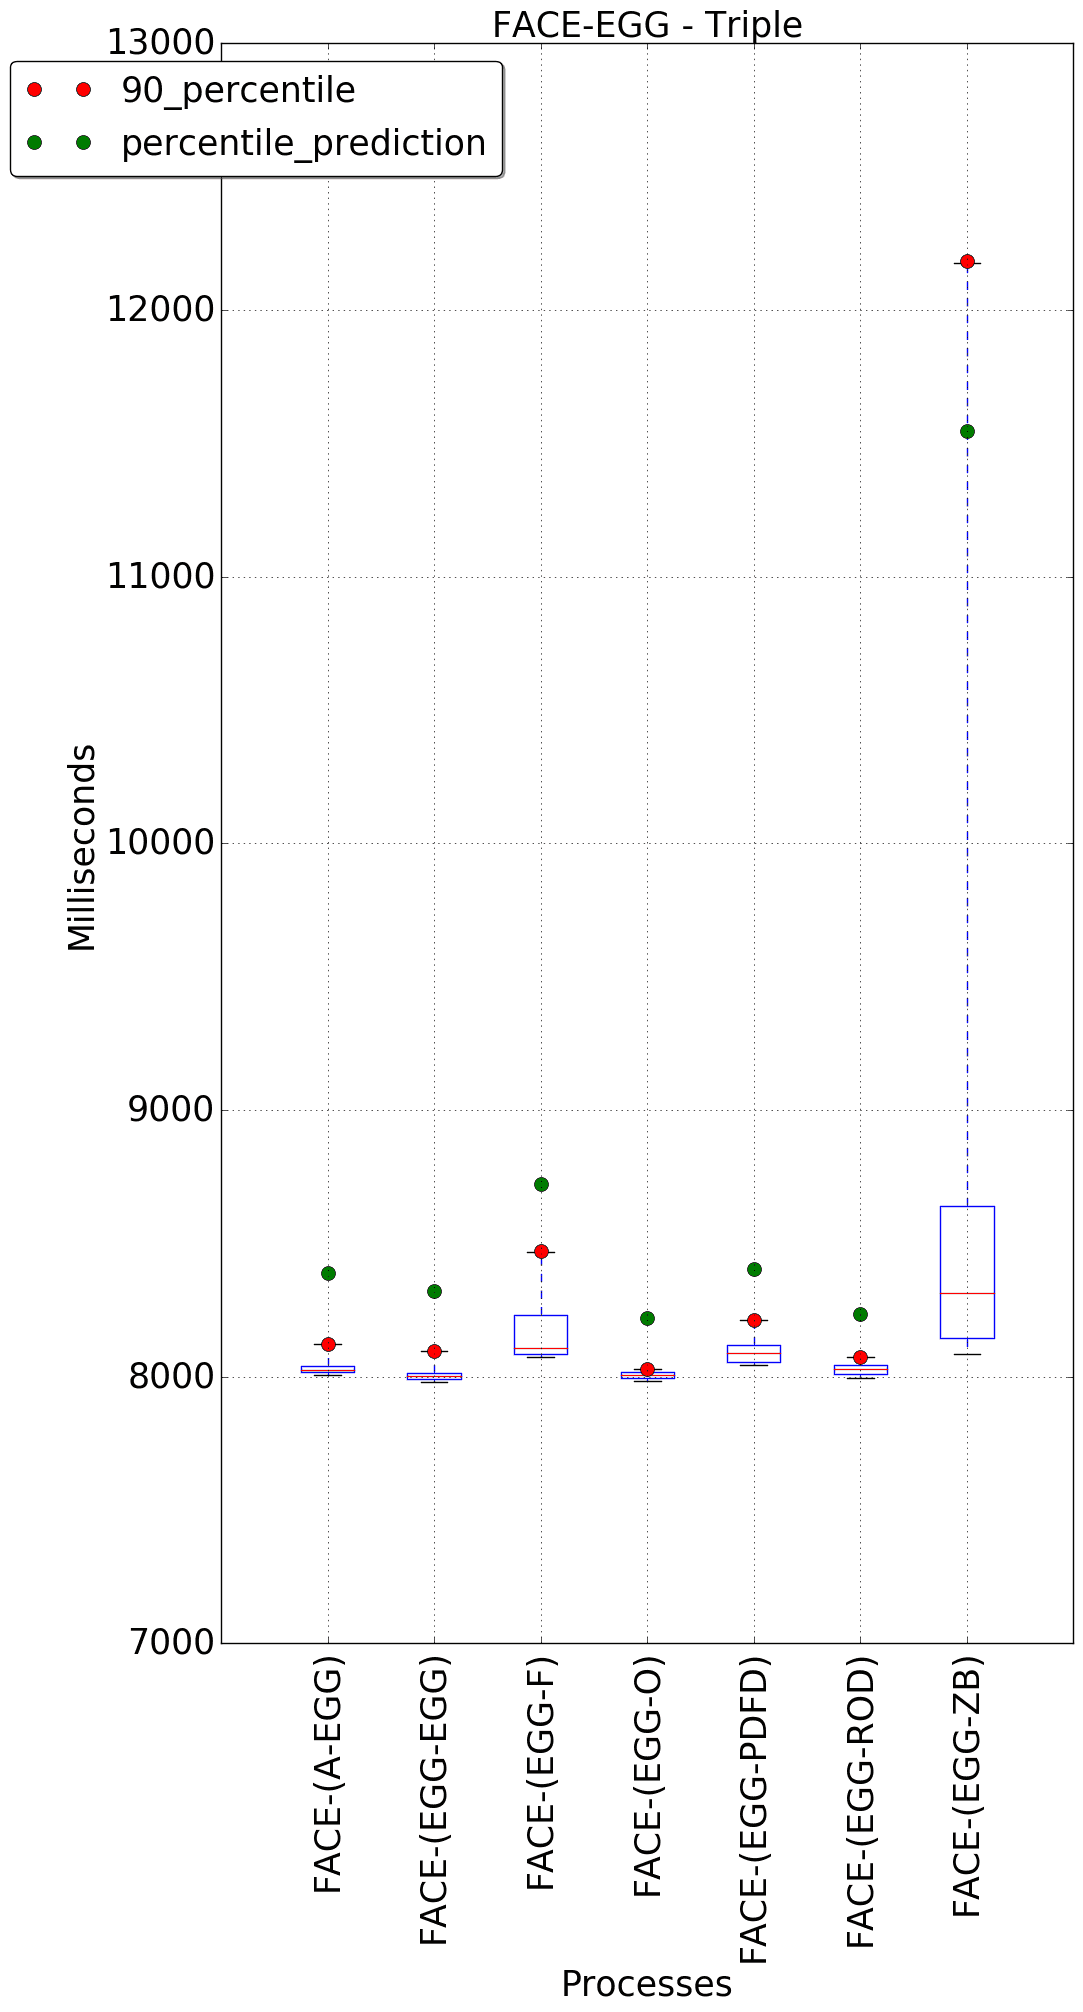 FACE-EGG - Triple
13000
90_percentile
percentile_prediction
12000
11000
10000
9000
8000
7000
Milliseconds
FACE-(A-EGG)
FACE-(EGG-EGG)
FACE-(EGG-F)
FACE-(EGG-O)
FACE-(EGG-PDFD)
FACE-(EGG-ROD)
FACE-(EGG-ZB)
Processes